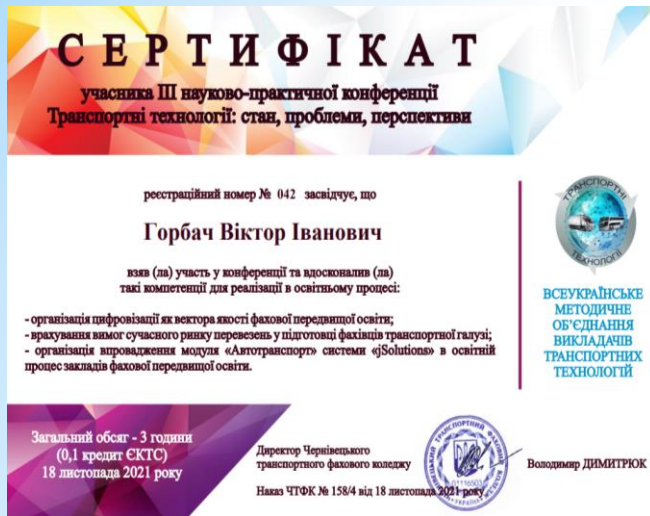 СЕРТИФІКАТ
учасника ІІІ науково-практичної конференції
Транспортні технології: стан, проблеми, перспективи
реєстраційний номер № 042 засвідчує, що
Горбач Віктор Іванович
взяв (ла) участь у конференції та вдосконалив (ла)
такі компетенції для реалізації в освітньому процесі:
- організація цифровізації як вектора якості фахової передвищої освіти;
- врахування вимог сучасного ринку перевезень у підготовці фахівців транспортної галузі;
- організація впровадження модуля «Автотранспорт» системи «jSolutions» в освітній
процес закладів фахової передвищої освіти.
ТРАНСПОРТНІ
ТЕХНОЛОГІЇ
ВСЕУКРАЇНСЬКЕ
МЕТОДИЧНЕ
ОБ’ЄДНАННЯ
ВИКЛАДАЧІВ
ТРАНСПОРТНИХ
ТЕХНОЛОГІЙ
Загальний обсяг - 3 години
(0,1 кредит ЄКТС)
18 листопада 2021 року
Директор Чернівецького
транспортного фахового коледжу
Володимир ДИМИТРЮК
Наказ ЧТФК № 158/4 від 18 листопада 2021 року